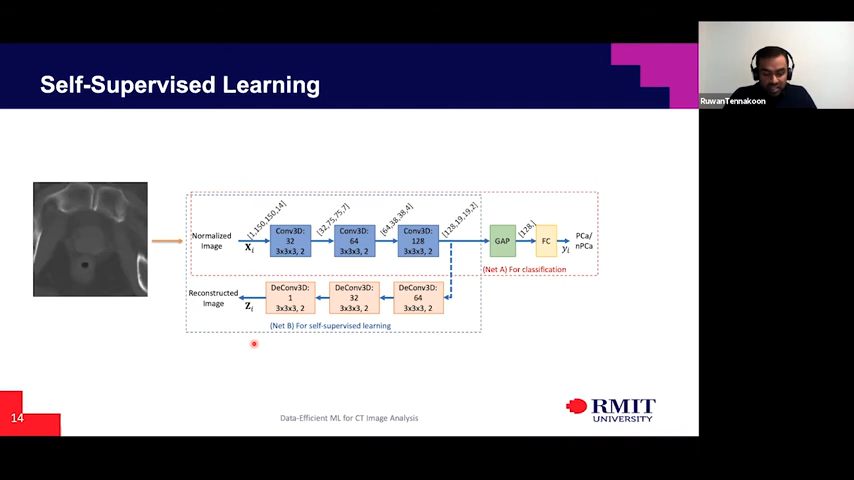 Self-Supervised Learning
RuwanTennakoon
Normalized
Image
xᵢ
[1,150,150,14]
Conv3D:
32
3x3x3, 2
[32,75,75,7]
Conv3D:
64
3x3x3, 2
[64,38,38,4]
Conv3D:
128
3x3x3, 2
[128,19,19,2]
GAP
[128,]
FC
yᵢ
PCa/
nPCa
(Net A) For classification
Reconstructed
Image
zᵢ
DeConv3D:
1
3x3x3, 2
DeConv3D:
32
3x3x3, 2
DeConv3D:
64
3x3x3, 2
(Net B) For self-supervised learning
14
Data-Efficient ML for CT Image Analysis
RMIT
UNIVERSITY